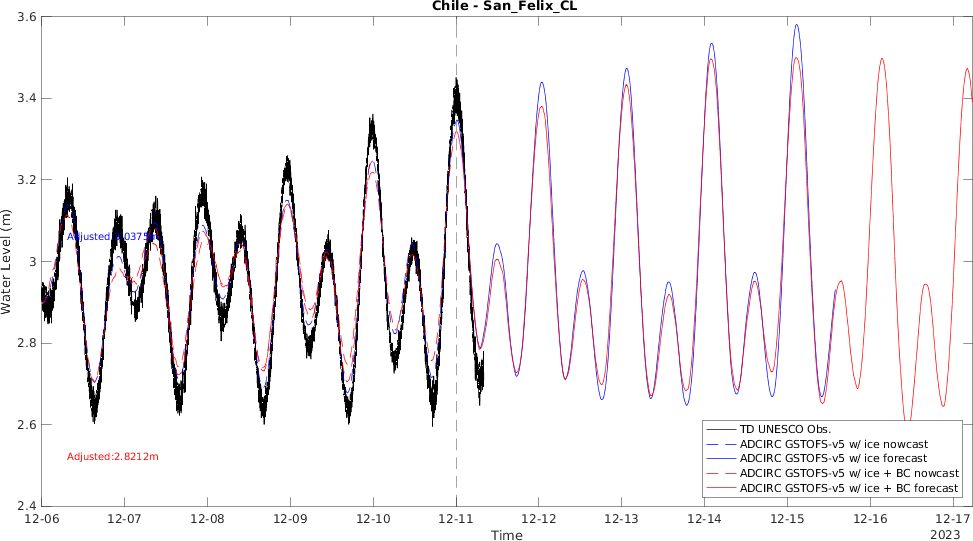 Chile - San_Felix_CL
3.6
3.4
3.2
3
2.8
2.6
2.4
Water Level (m)
Adjusted:2.8212m
TD UNESCO Obs.
ADCIRC GSTOFS-v5 w/ ice nowcast
ADCIRC GSTOFS-v5 w/ ice forecast
ADCIRC GSTOFS-v5 w/ ice + BC nowcast
ADCIRC GSTOFS-v5 w/ ice + BC forecast
12-06 12-07 12-08 12-09 12-10 12-11 12-12 12-13 12-14 12-15 12-16 12-17
Time
2023